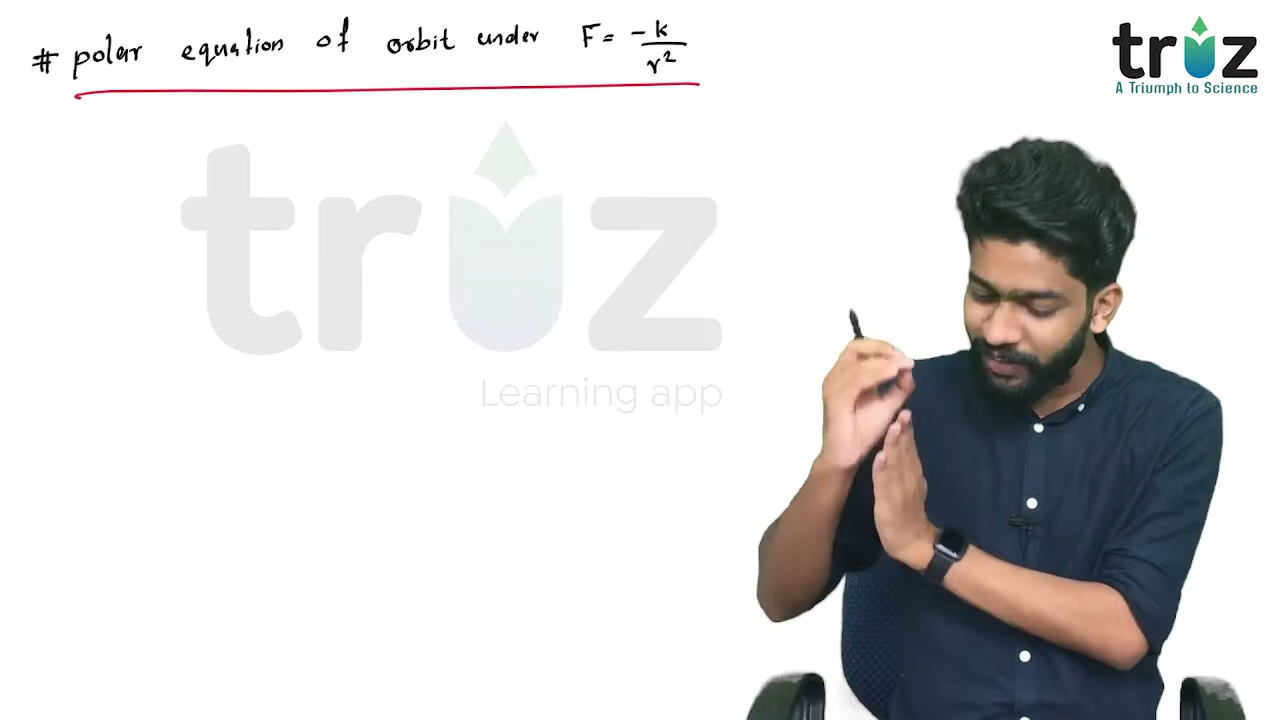 # polar equation of orbit under F = -k/r²
truz
A Triumph to Science
truz
Learning app